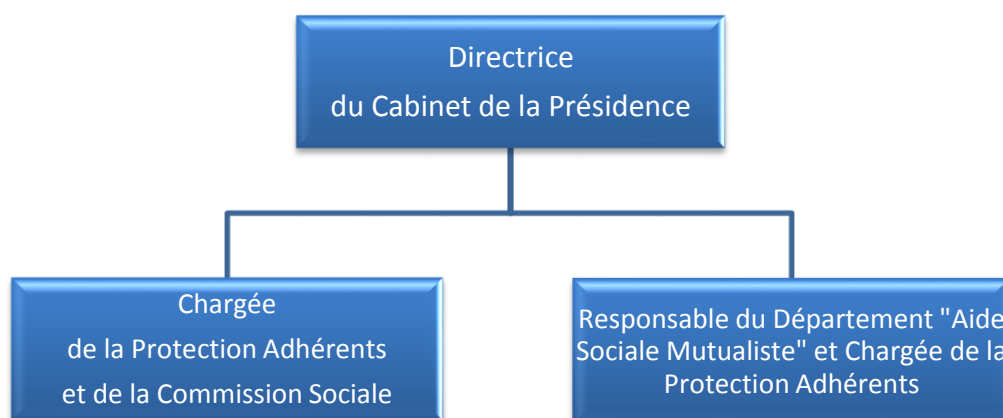 Directrice
du Cabinet de la Présidence
Chargée
de la Protection Adhérents
et de la Commission Sociale
Responsable du Département "Aide
Sociale Mutualiste" et Chargée de la
Protection Adhérents